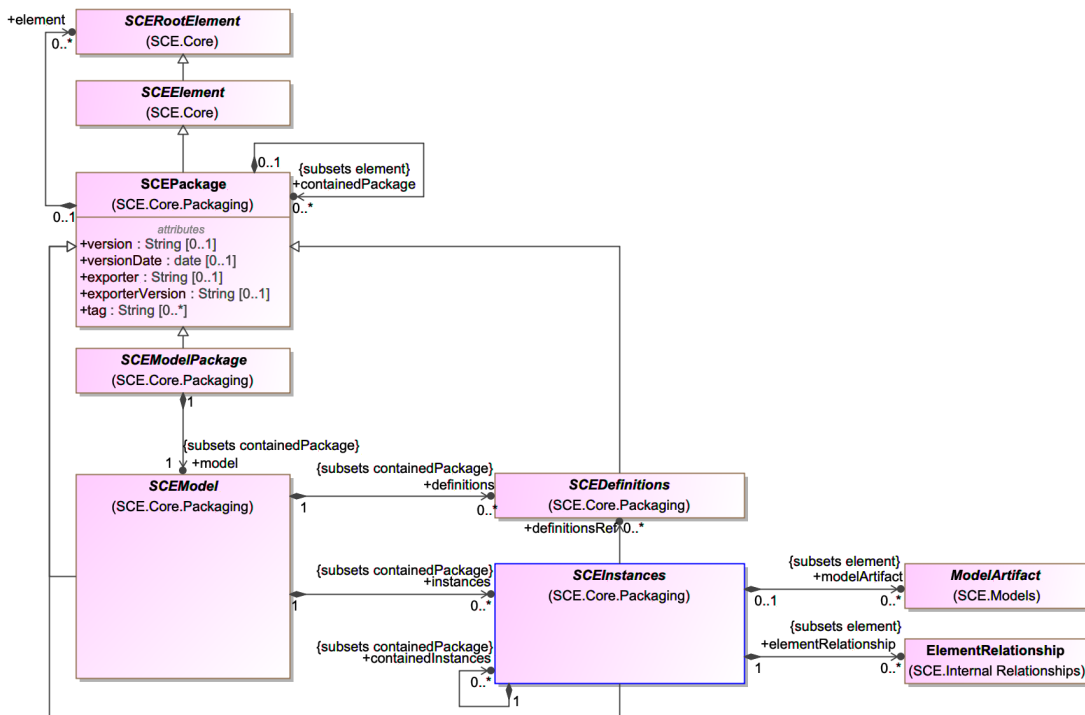 +element
0..*
SCERootElement
(SCE.Core)
SCEElement
(SCE.Core)
0..1
{subsets element}
+containedPackage
0..*
SCEPackage
(SCE.Core.Packaging)
0..1
attributes
+version : String [0..1]
+versionDate : date [0..1]
+exporter : String [0..1]
+exporterVersion : String [0..1]
+tag : String [0..*]
SCEModelPackage
(SCE.Core.Packaging)
1
{subsets containedPackage}
1
+model
SCEModel
(SCE.Core.Packaging)
{subsets containedPackage}
+definitions
1
0..*
SCEDefinitions
(SCE.Core.Packaging)
+definitionsRef
0..*
{subsets containedPackage}
+instances
1
0..*
SCEInstances
(SCE.Core.Packaging)
{subsets element}
+modelArtifact
0..1
0..*
ModelArtifact
(SCE.Models)
{subsets element}
+elementRelationship
1
0..*
ElementRelationship
(SCE.Internal Relationships)
{subsets containedPackage}
+containedInstances
0..*
1